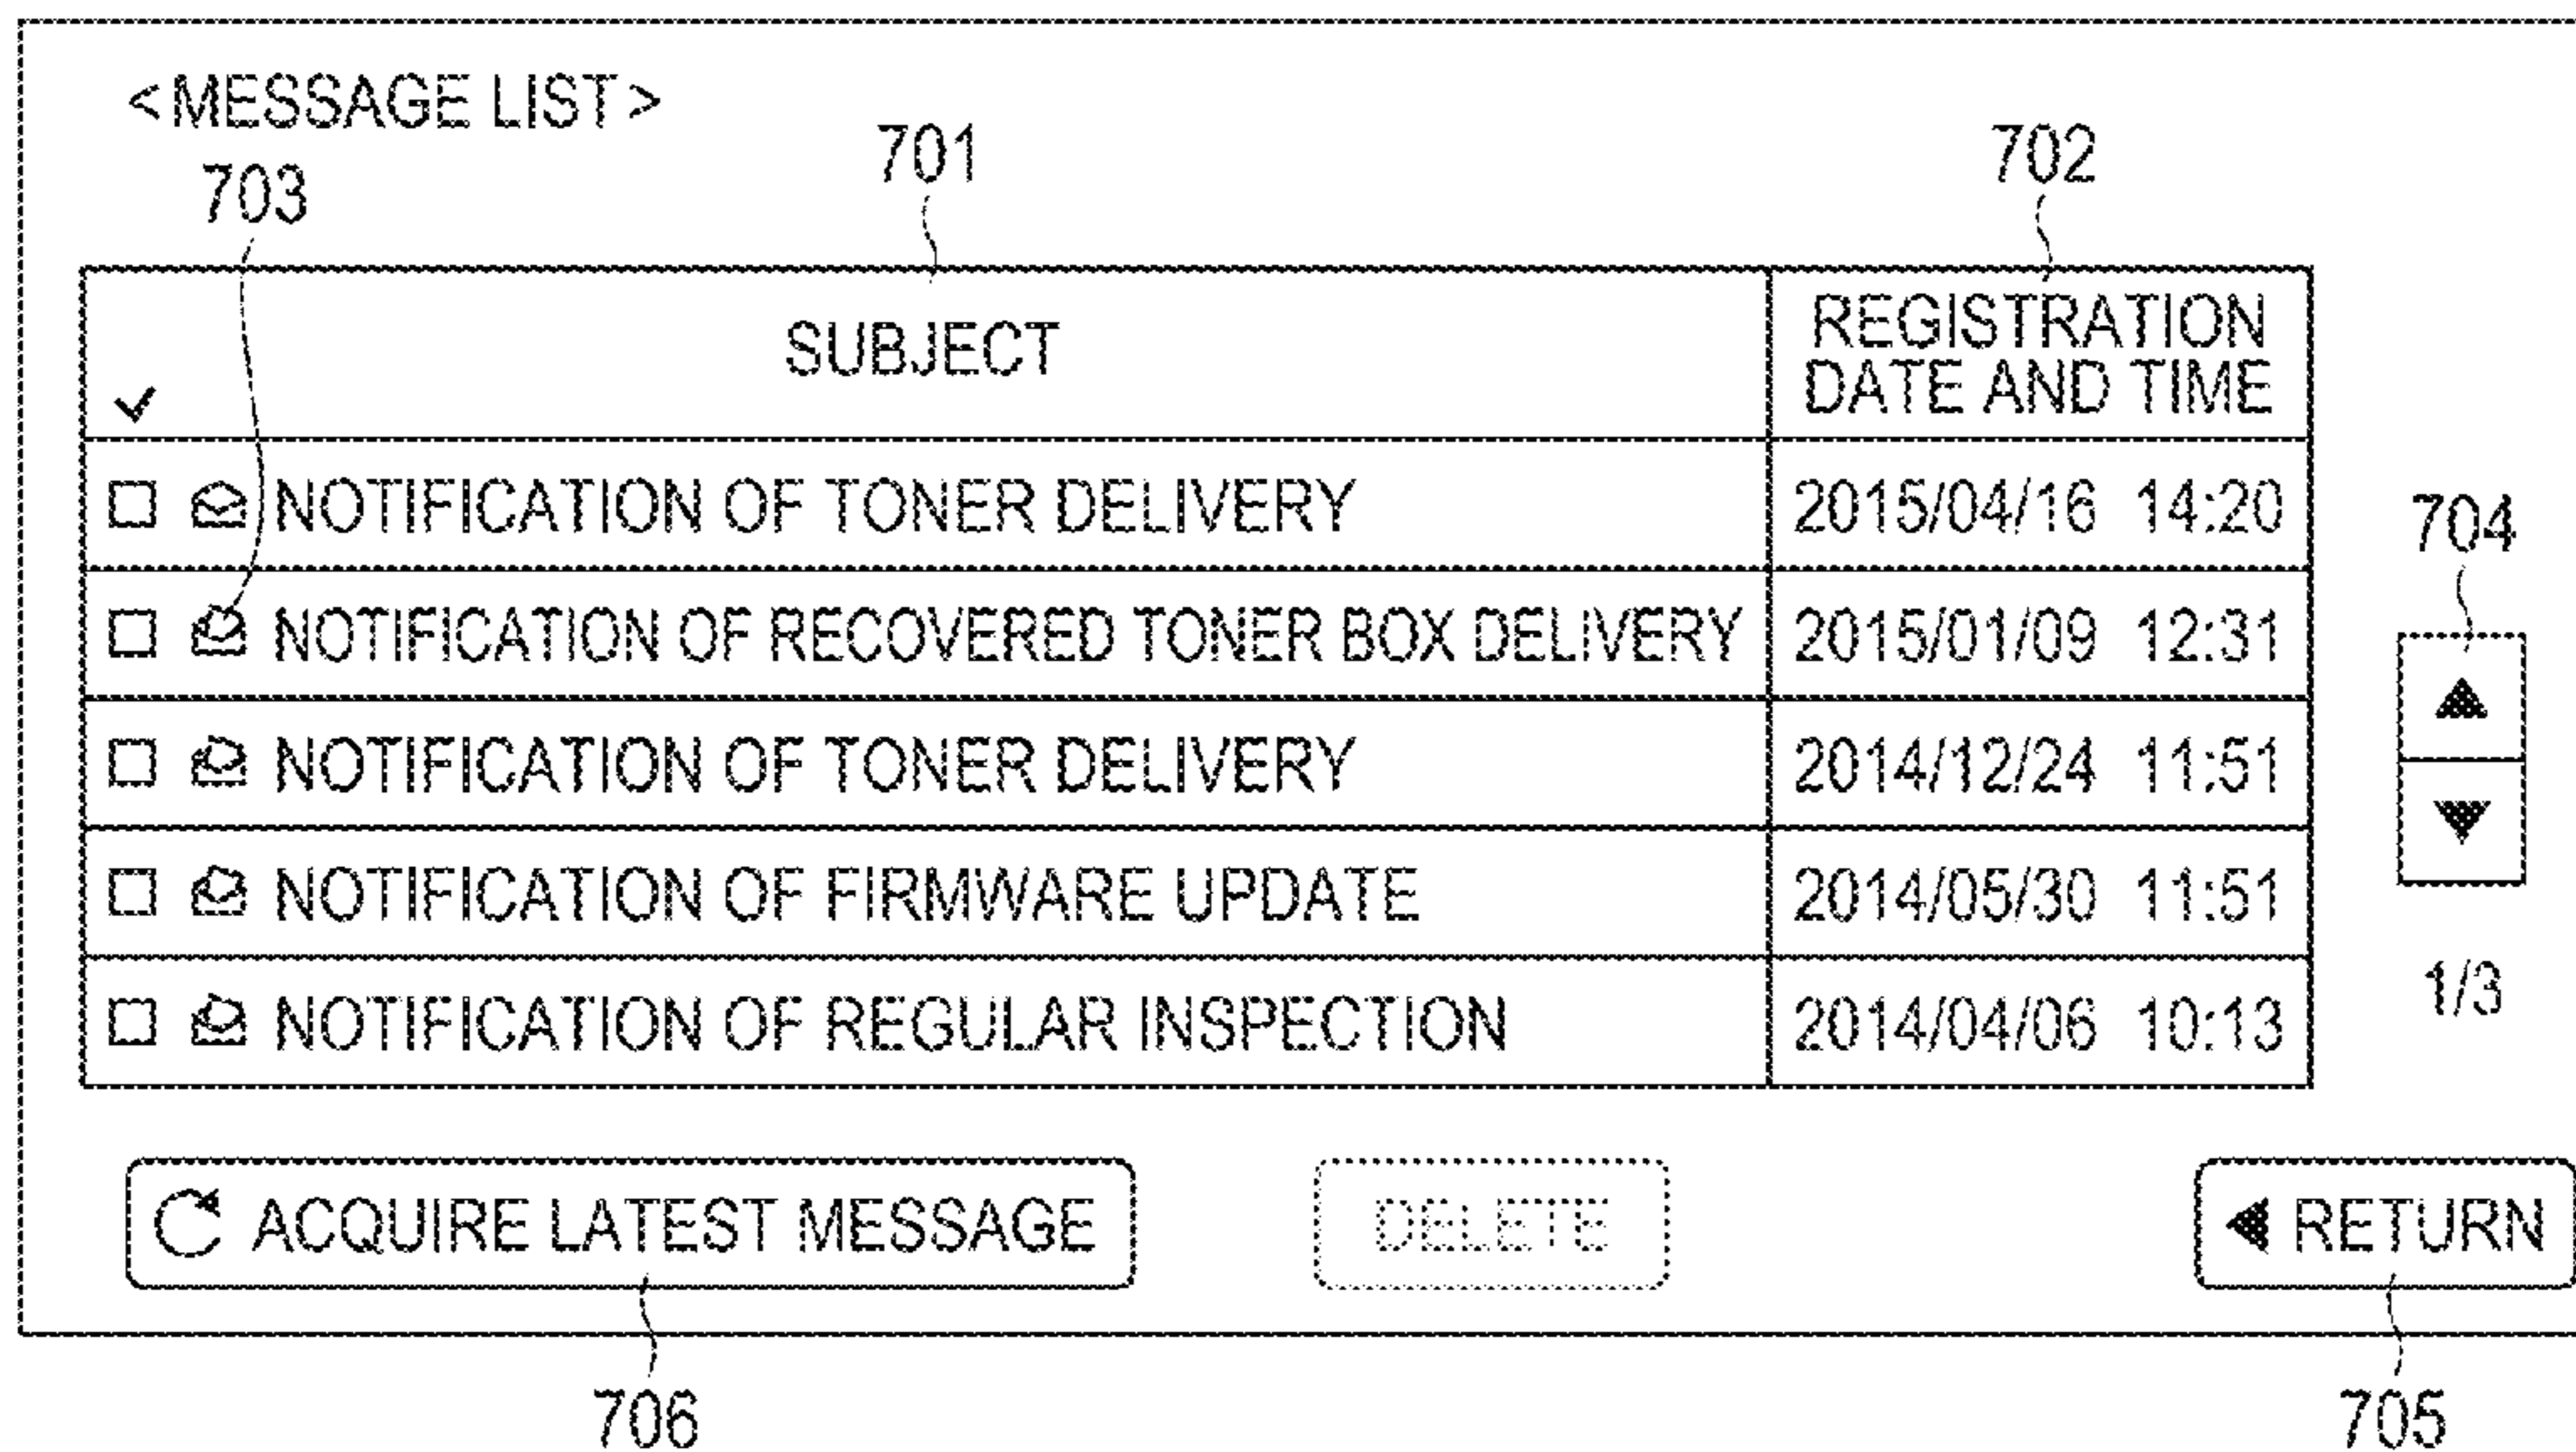 <MESSAGE LIST>
701
702
703
SUBJECT
REGISTRATION
DATE AND TIME
NOTIFICATION OF TONER DELIVERY 2015/04/16 14:20
704
NOTIFICATION OF RECOVERED TONER BOX DELIVERY 2015/01/09 12:31
NOTIFICATION OF TONER DELIVERY 2014/12/24 11:51
NOTIFICATION OF FIRMWARE UPDATE 2014/05/30 11:51
1/3
NOTIFICATION OF REGULAR INSPECTION 2014/04/06 10:13
ACQUIRE LATEST MESSAGE
DELETE
RETURN
706
705